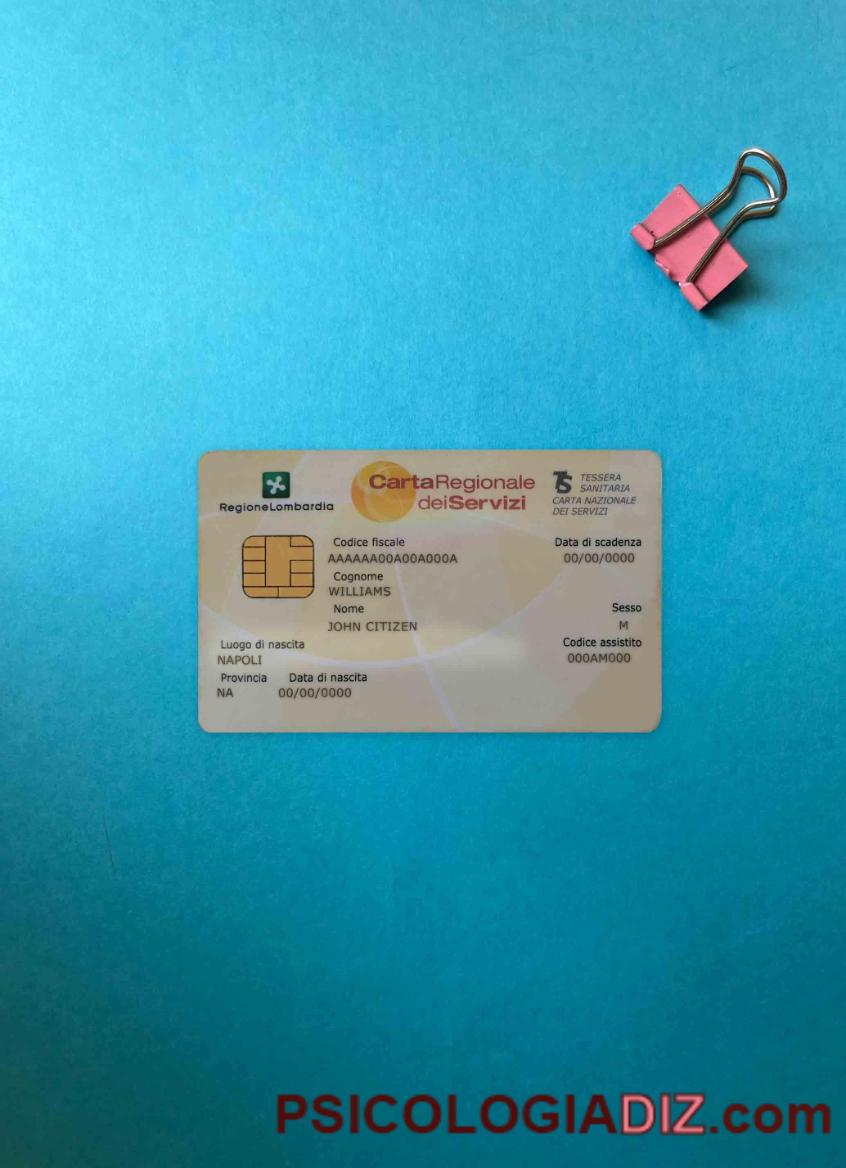 RegioneLombardia
CartaRegionale
deiServizi
TS TESSERA
SANITARIA
CARTA NAZIONALE
DEI SERVIZI
Codice fiscale
AAAAAA00A00A000A
Data di scadenza
00/00/0000
Cognome
WILLIAMS
Nome
JOHN CITIZEN
Sesso
M
Luogo di nascita
NAPOLI
Codice assistito
000AM000
Provincia
NA
Data di nascita
00/00/0000
PSICOLOGIADIZ.com